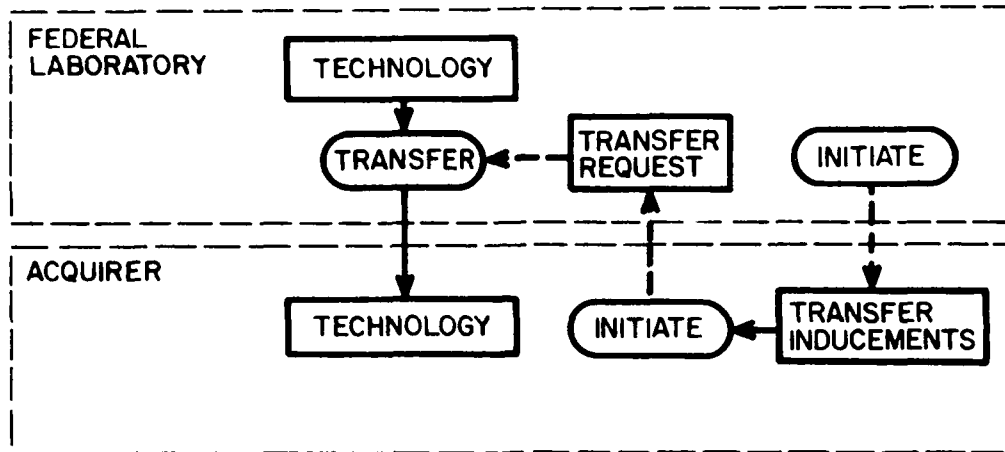 FEDERAL
LABORATORY
TECHNOLOGY
TRANSFER
TRANSFER
REQUEST
INITIATE
ACQUIRER
TECHNOLOGY
INITIATE
TRANSFER
INDUCEMENTS